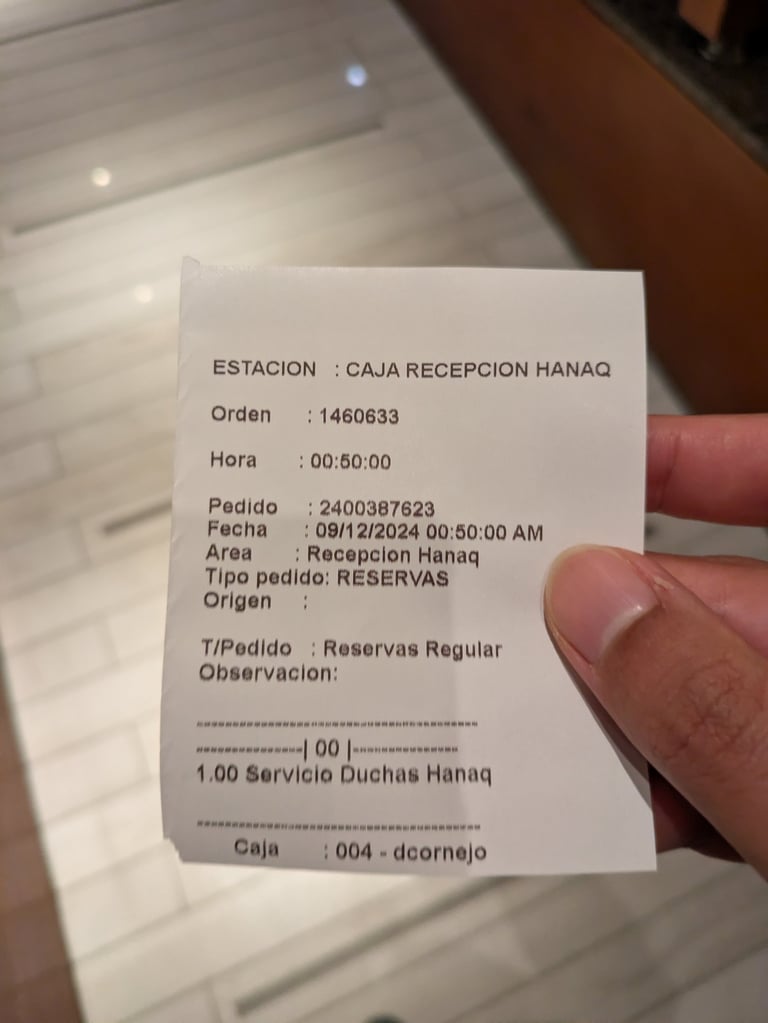 ESTACION : CAJA RECEPCION HANAQ
Orden : 1460633
Hora : 00:50:00
Pedido : 2400387623
Fecha : 09/12/2024 00:50:00 AM
Area : Recepcion Hanaq
Tipo pedido: RESERVAS
Origen :
T/Pedido : Reservas Regular
Observacion:
----------------------------------------
---------------| 00 |---------------
1.00 Servicio Duchas Hanaq
----------------------------------------
Caja : 004 - dcornejo